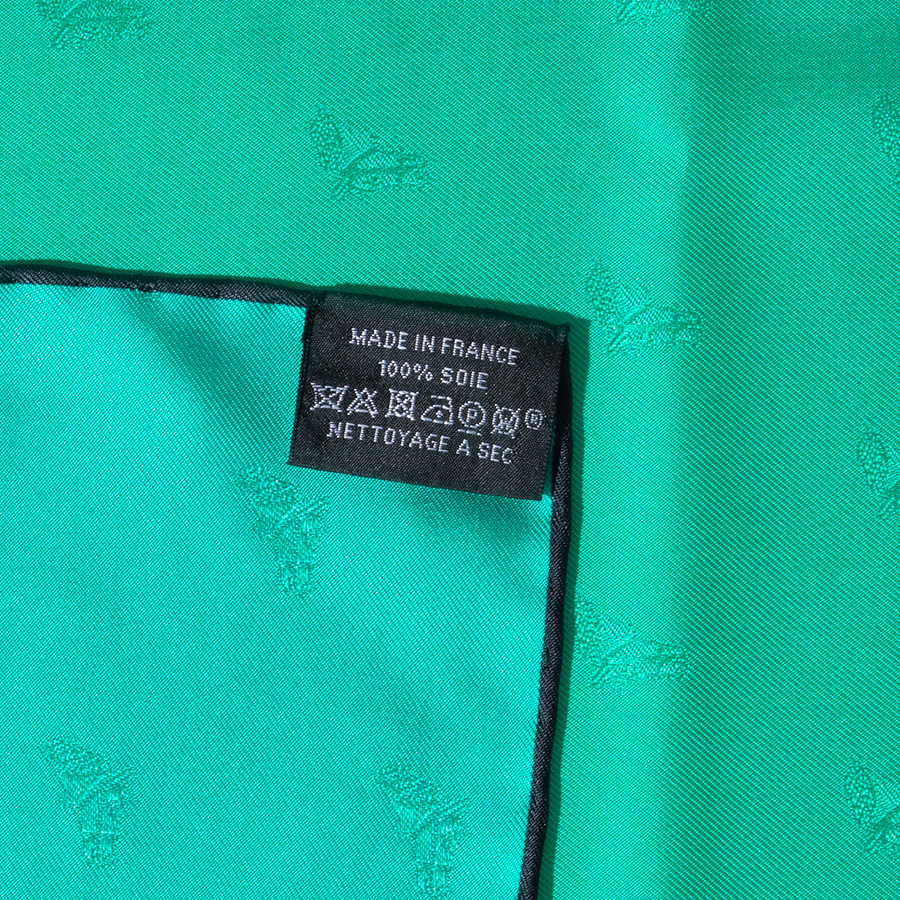 MADE IN FRANCE
100% SOIE
P W ®
NETTOYAGE A SEC